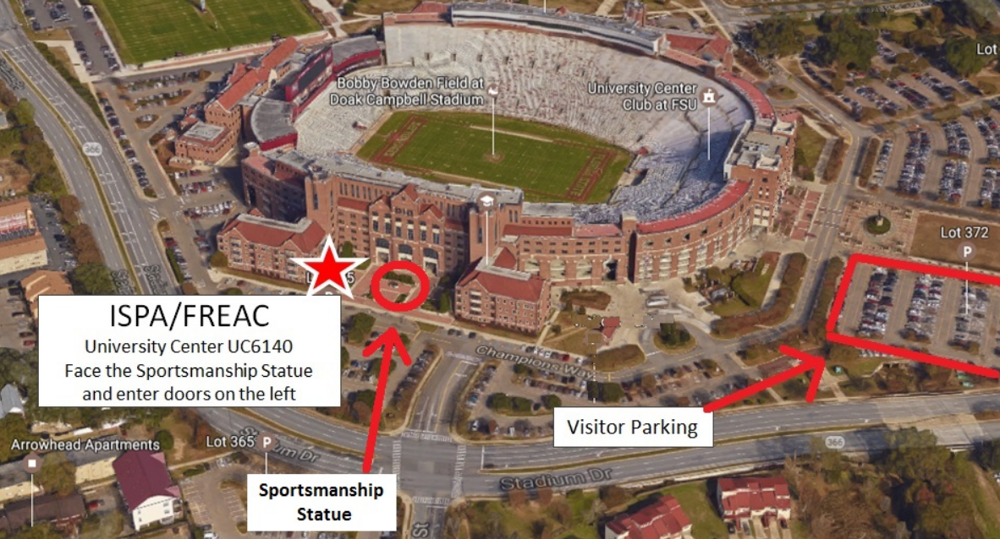 Lot
Bobby Bowden Field at
Doak Campbell Stadium
University Center
Club at FSU
366
Lot 372
P
ISPA/FREAC
University Center UC6140
Face the Sportsmanship Statue
and enter doors on the left
Champions Way
Visitor Parking
Arrowhead Apartments
Lot 365
P
366
Stadium Dr
Sportsmanship
Statue
St